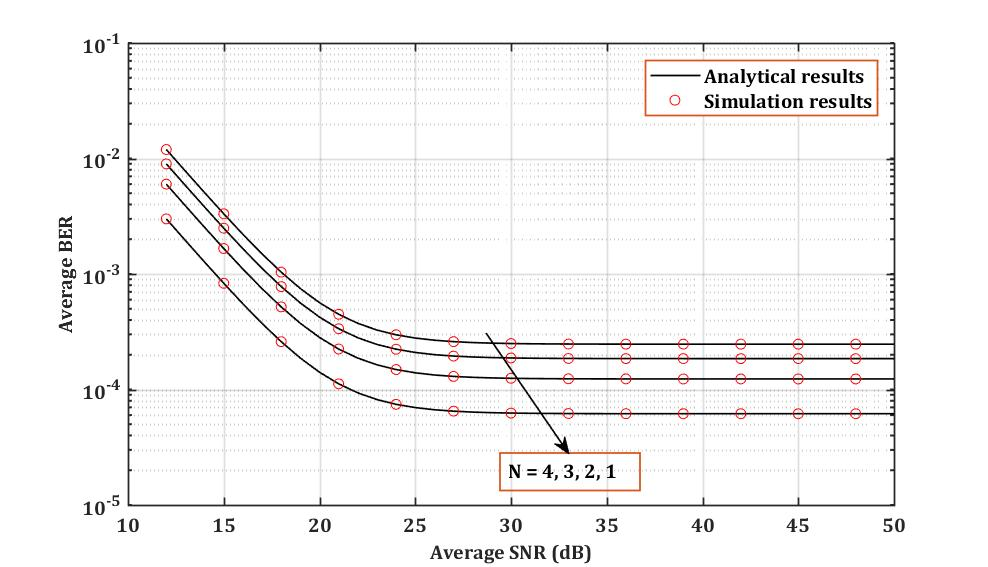 10-1
10-2
10-3
10-4
10-5
Average BER
Analytical results
Simulation results
N = 4, 3, 2, 1
10 15 20 25 30 35 40 45 50
Average SNR (dB)